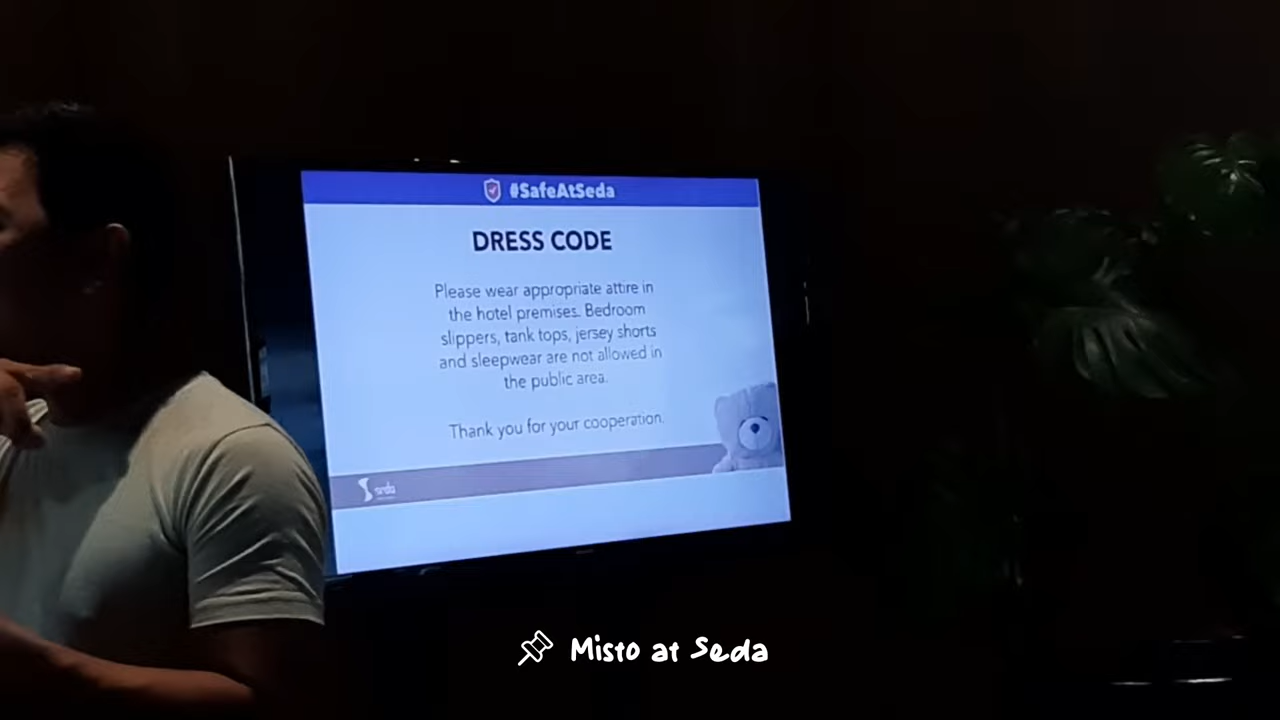 #SafeAtSeda
DRESS CODE
Please wear appropriate attire in
the hotel premises. Bedroom
slippers, tank tops, jersey shorts
and sleepwear are not allowed in
the public area.
Thank you for your cooperation.
seda
Misto at Seda